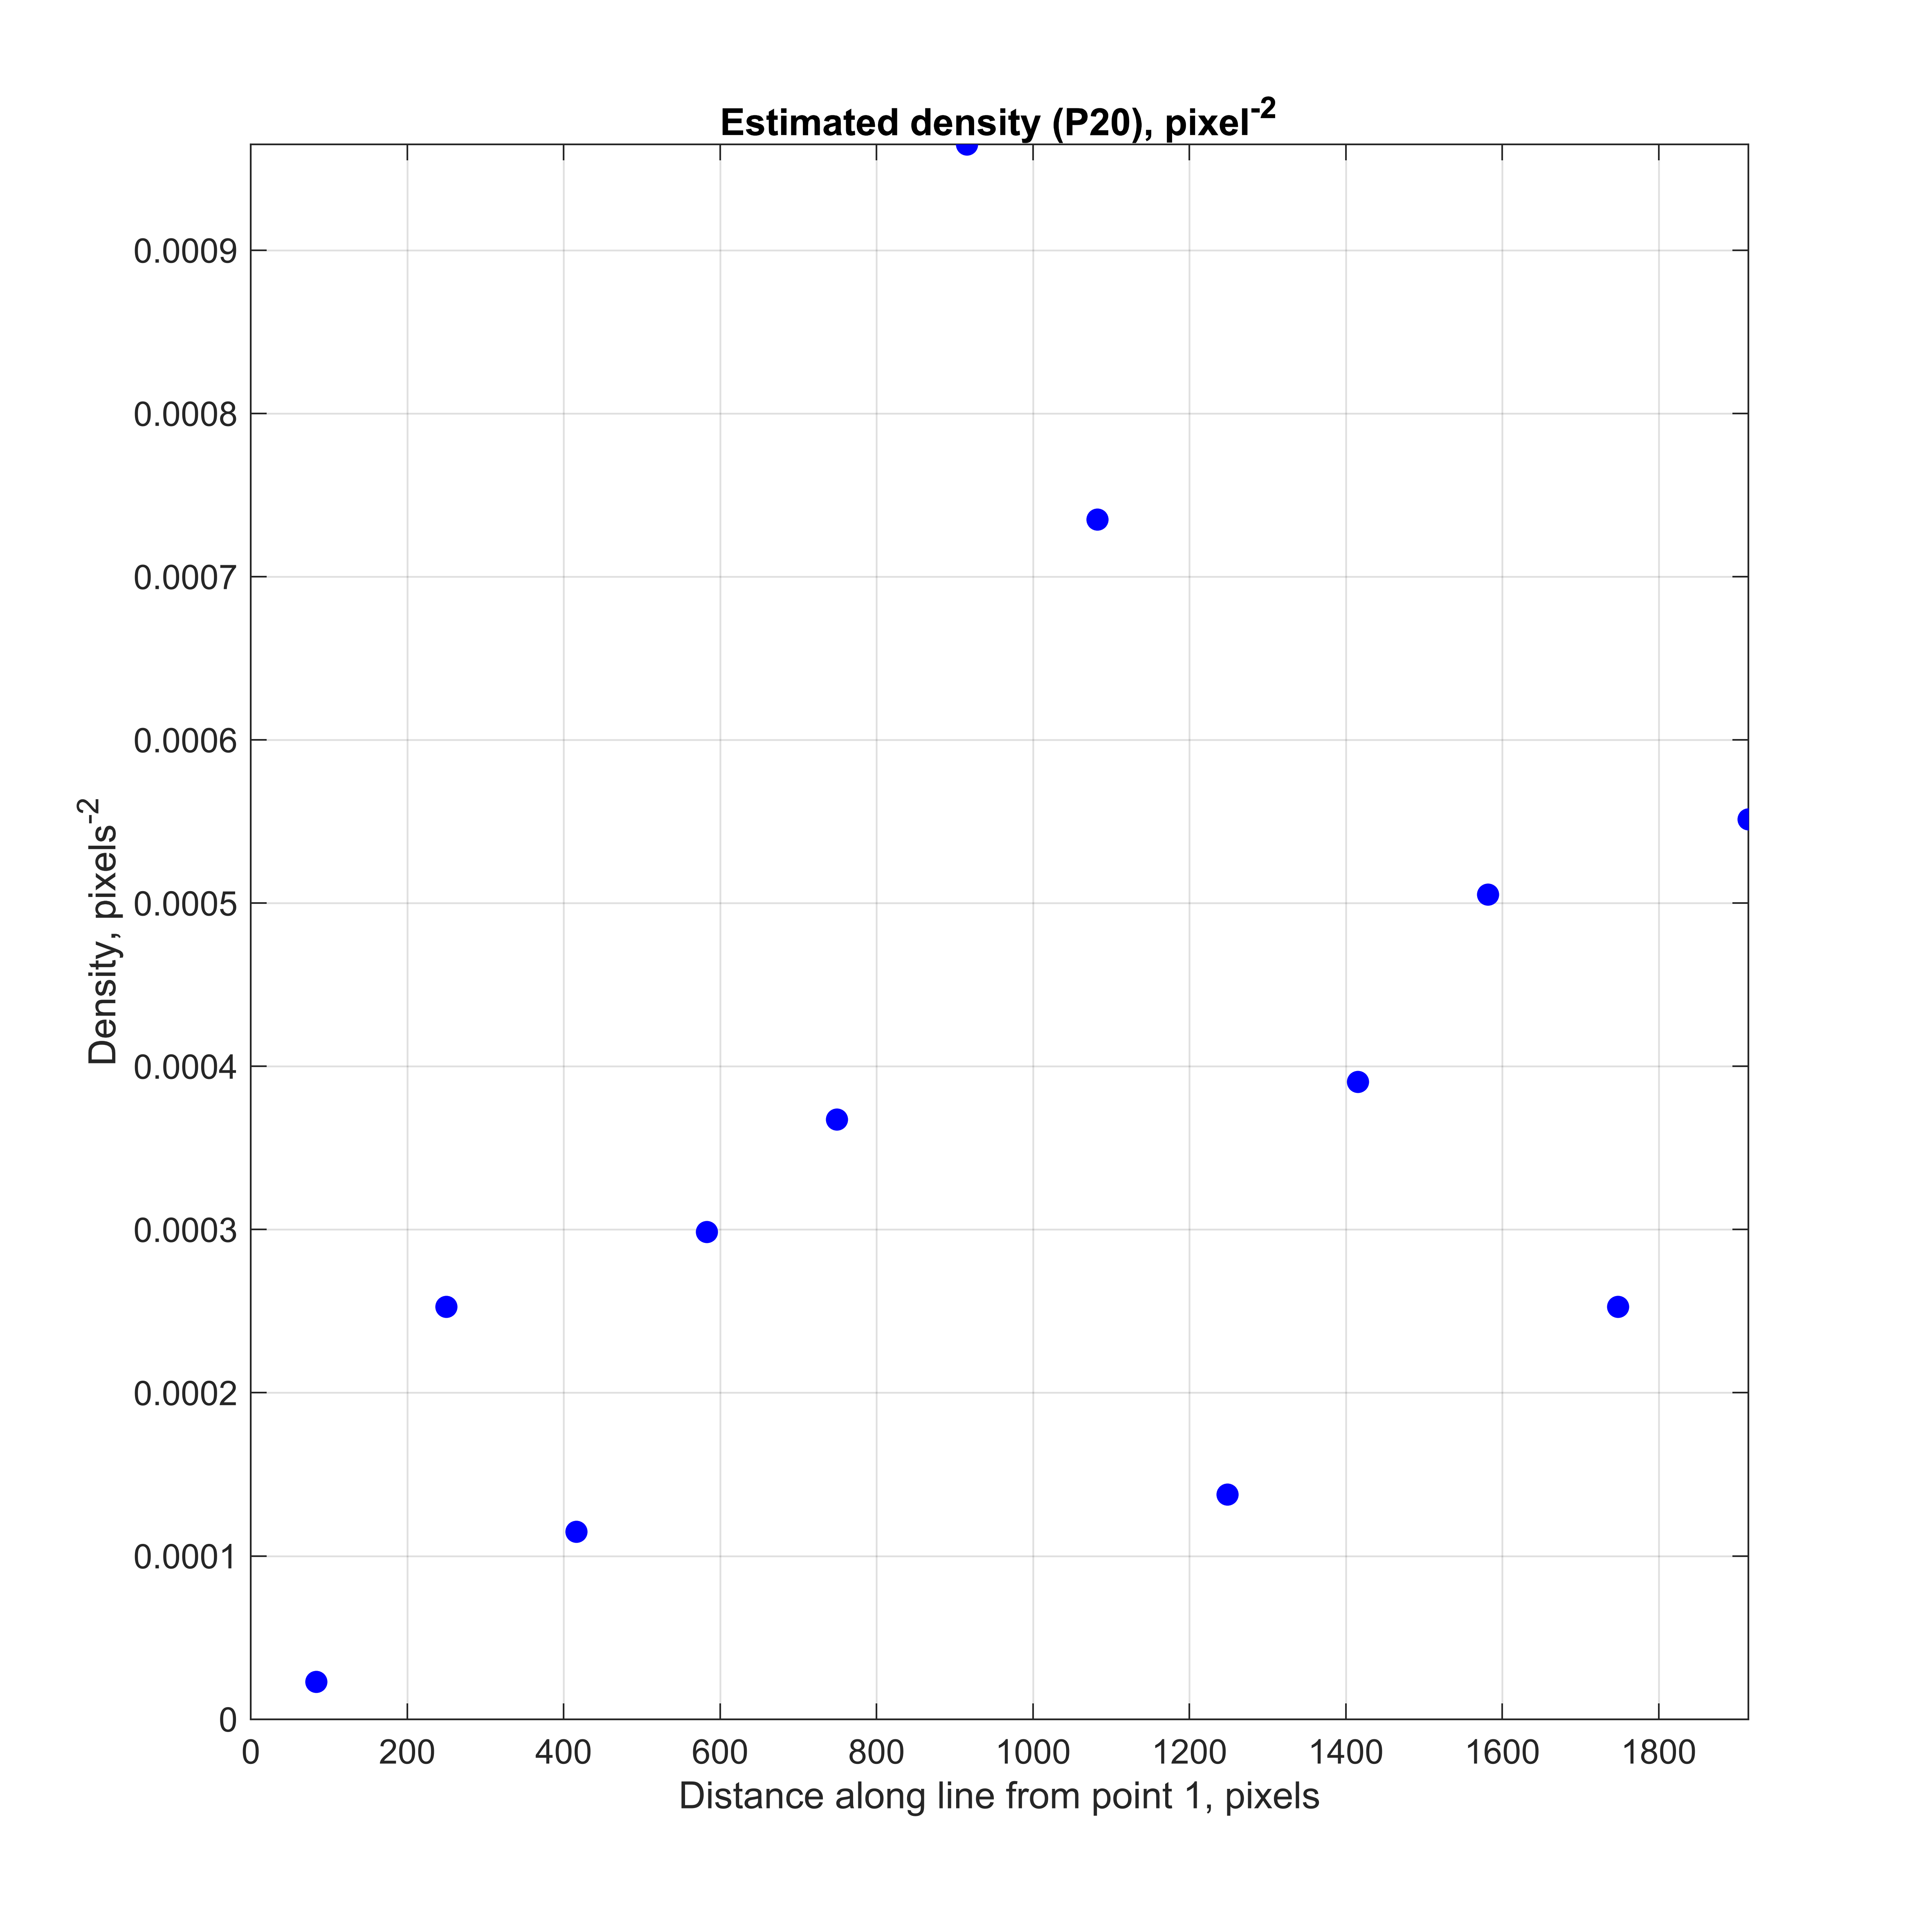 Estimated density (P20), pixel-2
0.0009
0.0008
0.0007
0.0006
0.0005
0.0004
0.0003
0.0002
0.0001
0
Density, pixels-2
0 200 400 600 800 1000 1200 1400 1600 1800
Distance along line from point 1, pixels